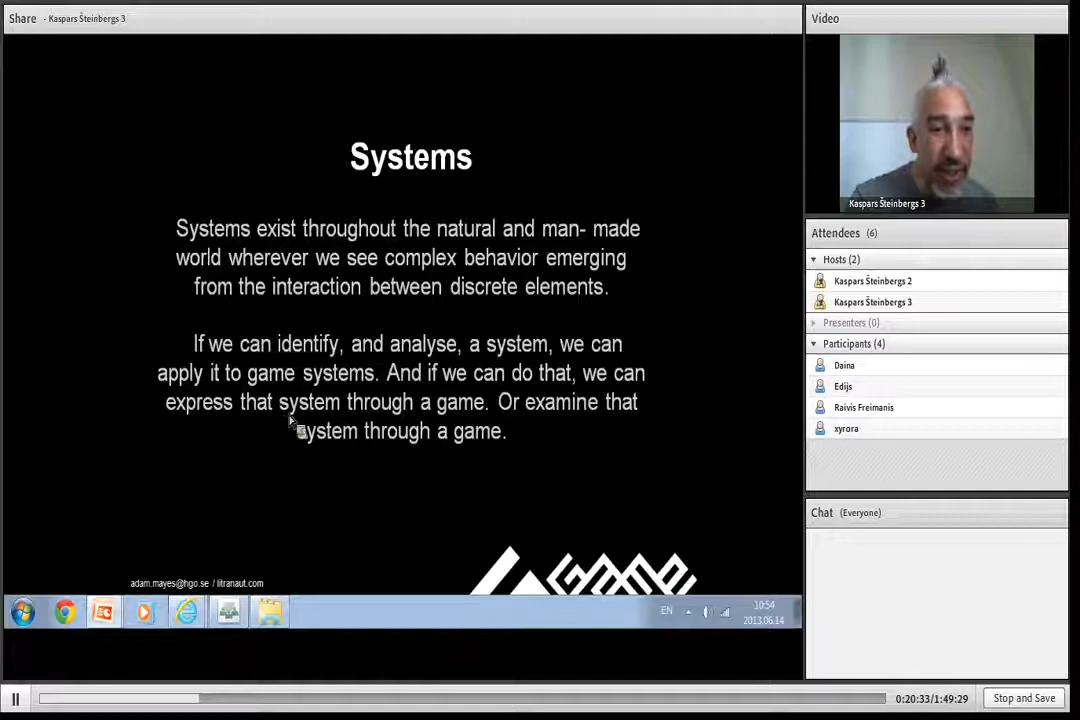 Share - Kaspars Šteinbergs 3
Systems
Systems exist throughout the natural and man- made
world wherever we see complex behavior emerging
from the interaction between discrete elements.
If we can identify, and analyse, a system, we can
apply it to game systems. And if we can do that, we can
express that system through a game. Or examine that
system through a game.
adam.mayes@hgo.se / litranaut.com
GAME
EN
10:54
2013.06.14
Video
Kaspars Šteinbergs 3
Attendees (6)
Hosts (2)
Kaspars Šteinbergs 2
Kaspars Šteinbergs 3
Presenters (0)
Participants (4)
Daina
Edijs
Raivis Freimanis
xyrora
Chat (Everyone)
0:20:33/1:49:29
Stop and Save